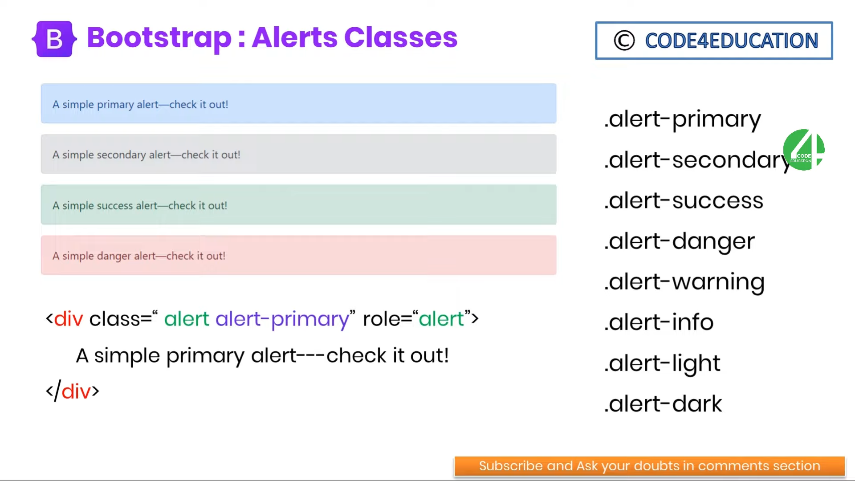 B Bootstrap : Alerts Classes
© CODE4EDUCATION
A simple primary alert—check it out!
A simple secondary alert—check it out!
A simple success alert—check it out!
A simple danger alert—check it out!
<div class=“ alert alert-primary” role=“alert”>
A simple primary alert---check it out!
</div>
.alert-primary
.alert-secondary
.alert-success
.alert-danger
.alert-warning
.alert-info
.alert-light
.alert-dark
4 CODE
Subscribe and Ask your doubts in comments section